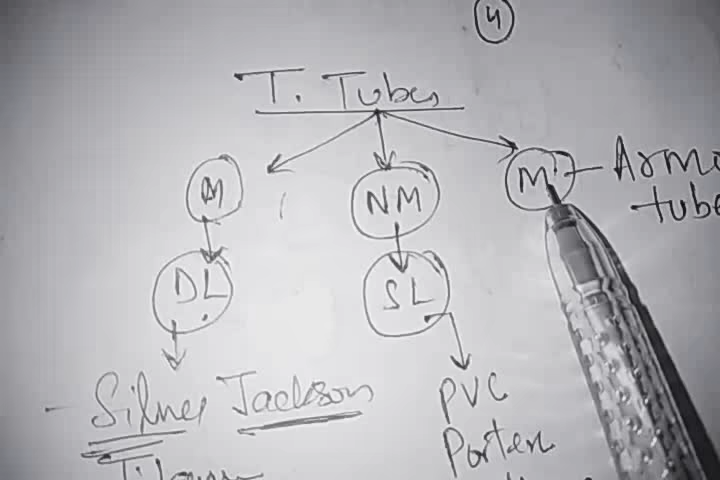 4
T. Tubes
M
NM
M - Armo
tube
DL
SL
- Silver Jackson
PVC
Portex